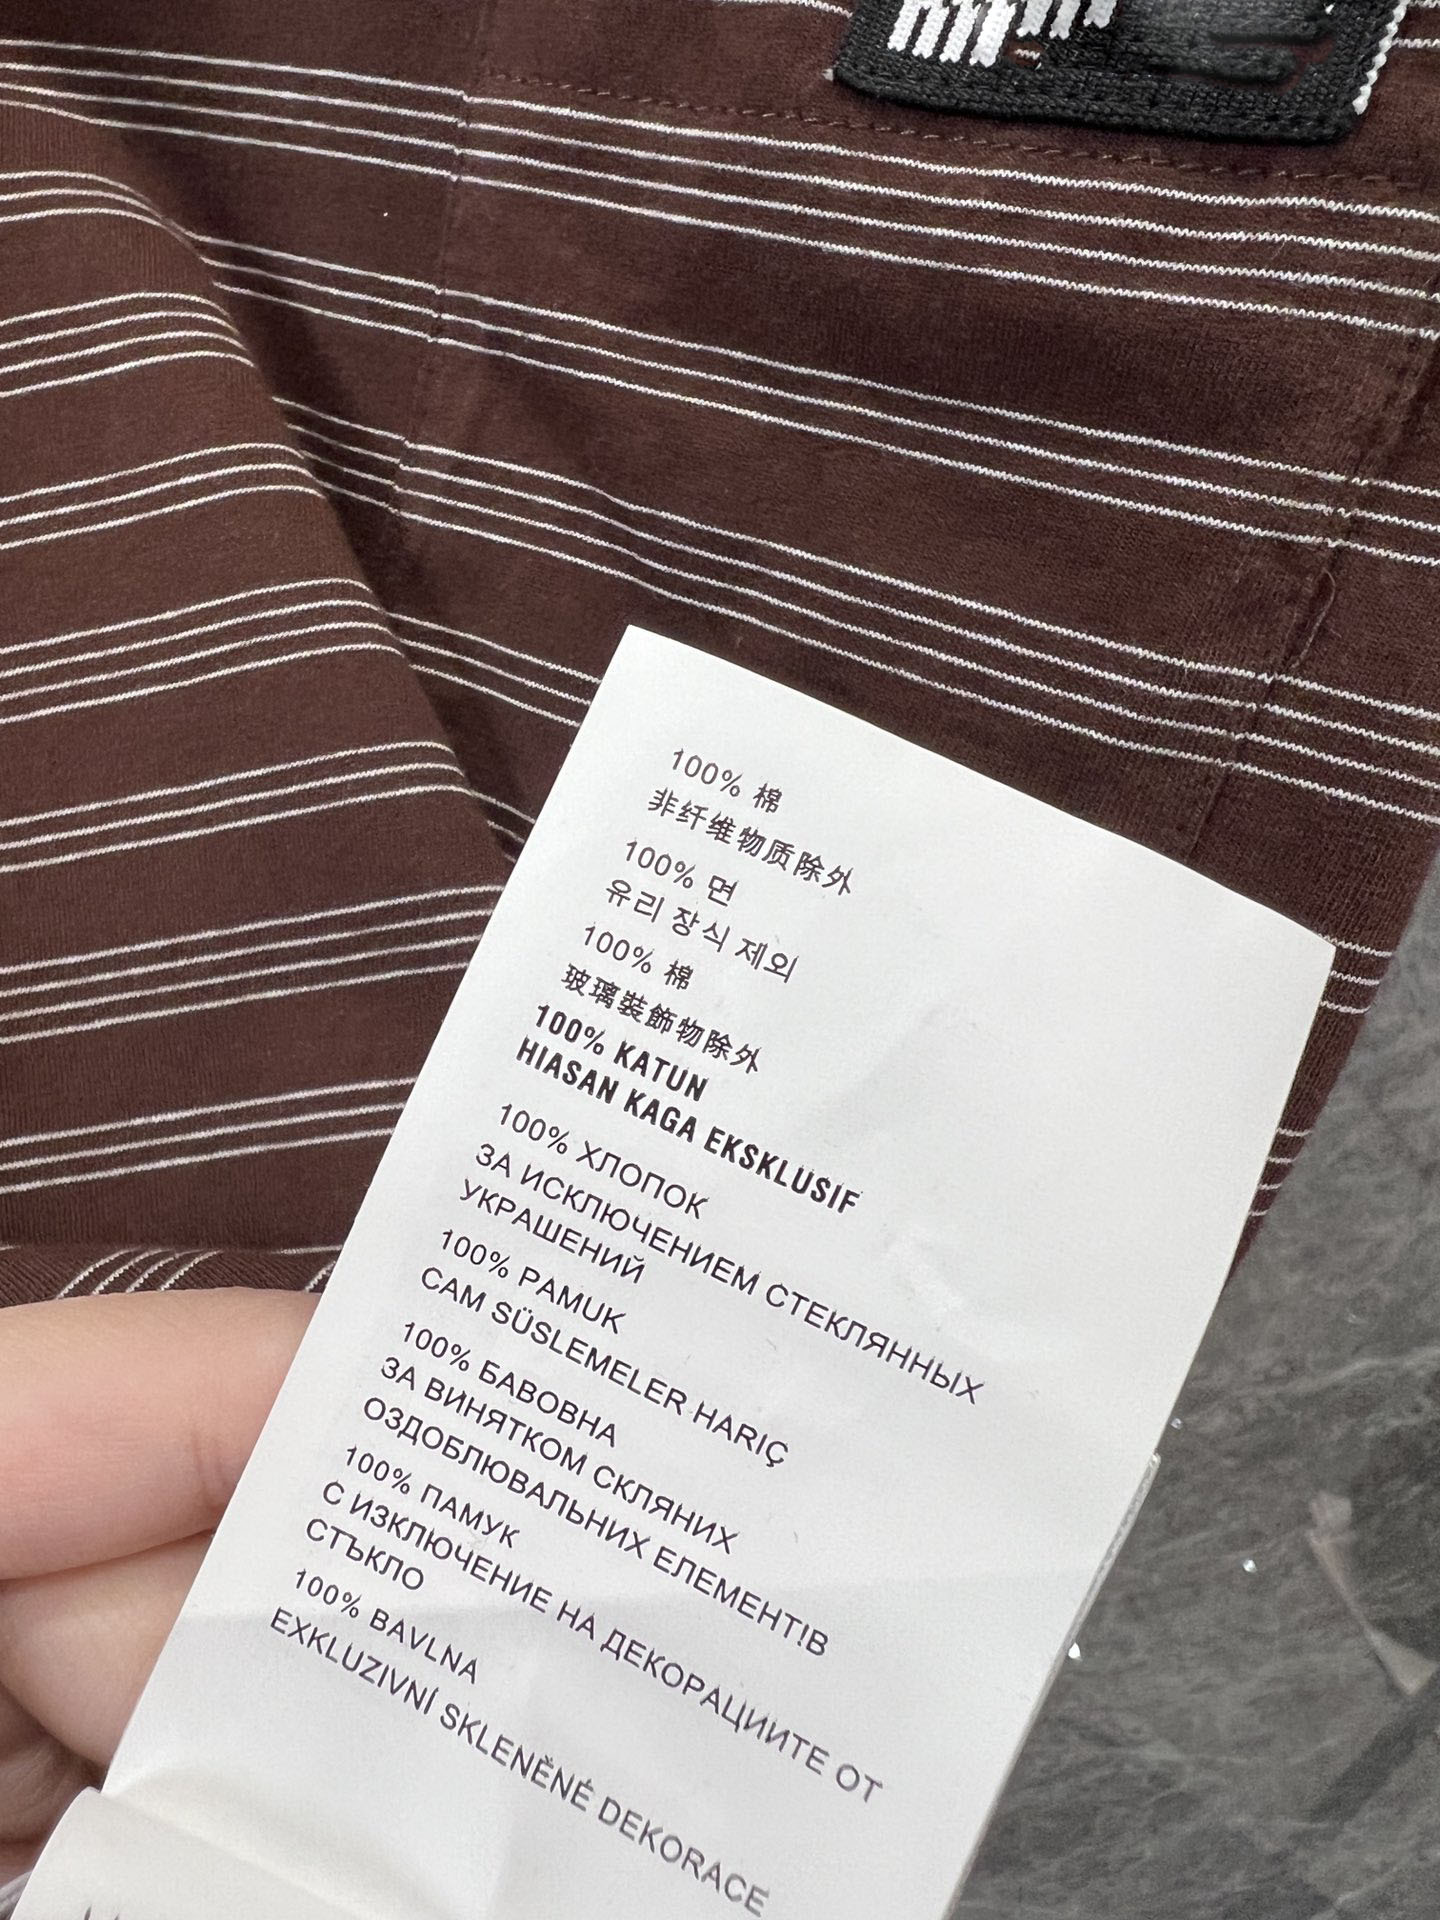 100% 棉
非纤维物质除外
100% 면
유리 장식 제외
100% 棉
玻璃裝飾物除外
100% KATUN
HIASAN KAGA EKSKLUSIF
100% ХЛОПОК
ЗА ИСКЛЮЧЕНИЕМ СТЕКЛЯННЫХ
УКРАШЕНИЙ
100% PAMUK
CAM SÜSLEMELER HARIÇ
100% БАВОВНА
ЗА ВИНЯТКОМ СКЛЯНИХ
ОЗДОБЛЮВАЛЬНИХ ЕЛЕМЕНТ!В
100% ПАМУК
С ИЗКЛЮЧЕНИЕ НА ДЕКОРАЦИИТЕ ОТ
СТЪКЛО
100% BAVLNA
EXKLUZIVNÍ SKLENĚNÉ DEKORACE